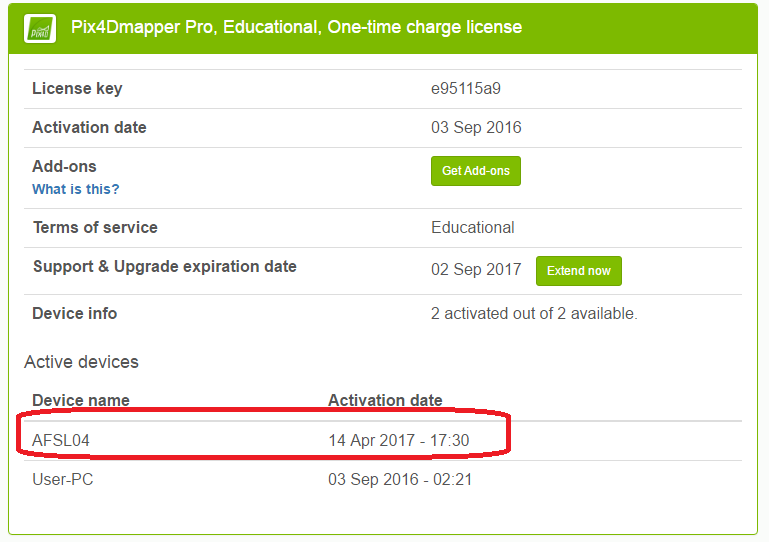 PIX4D
Pix4Dmapper Pro, Educational, One-time charge license
License key e95115a9
Activation date 03 Sep 2016
Add-ons Get Add-ons
What is this?
Terms of service Educational
Support & Upgrade expiration date 02 Sep 2017 Extend now
Device info 2 activated out of 2 available.
Active devices
Device name Activation date
AFSL04 14 Apr 2017 - 17:30
User-PC 03 Sep 2016 - 02:21